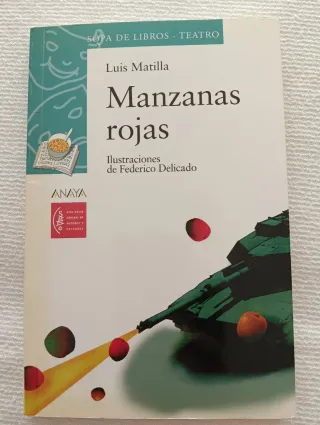 SOPA DE LIBROS - TEATRO
Luis Matilla
Manzanas
rojas
Ilustraciones
de Federico Delicado
ANAYA